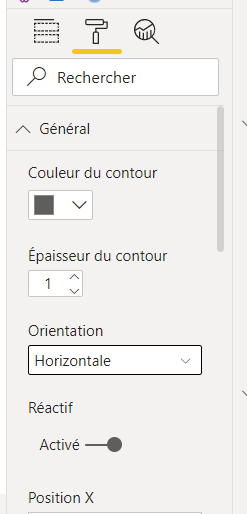 Rechercher
Général
Couleur du contour
Épaisseur du contour
1
Orientation
Horizontale
Réactif
Activé
Position X